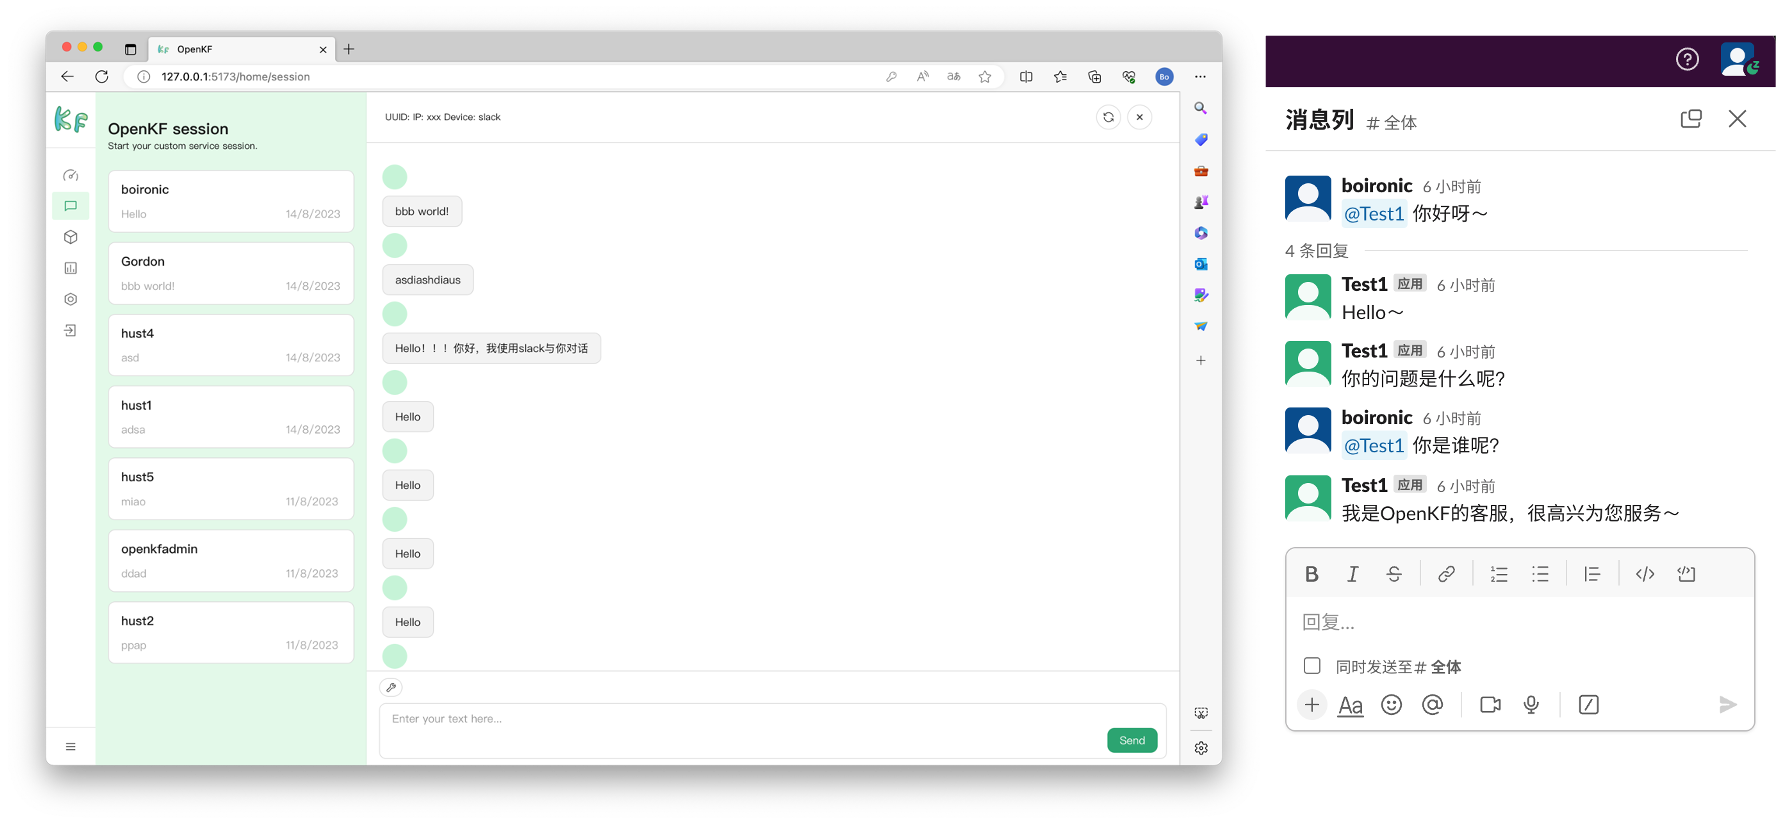 OpenKF
127.0.0.1:5173/home/session
Bo
KF
OpenKF session
Start your custom service session.
boironic
Hello 14/8/2023
Gordon
bbb world! 14/8/2023
hust4
asd 14/8/2023
hust1
adsa 14/8/2023
hust5
miao 11/8/2023
openkfadmin
ddad 11/8/2023
hust2
ppap 11/8/2023
UUID: IP: xxx Device: slack
bbb world!
asdiashdiaus
Hello！！！你好，我使用slack与你对话
Hello
Hello
Hello
Hello
Enter your text here...
Send
消息列 # 全体
boironic 6 小时前
@Test1 你好呀～
4 条回复
Test1 应用 6 小时前
Hello～
Test1 应用 6 小时前
你的问题是什么呢?
boironic 6 小时前
@Test1 你是谁呢?
Test1 应用 6 小时前
我是OpenKF的客服，很高兴为您服务～
回复...
同时发送至# 全体
Aa